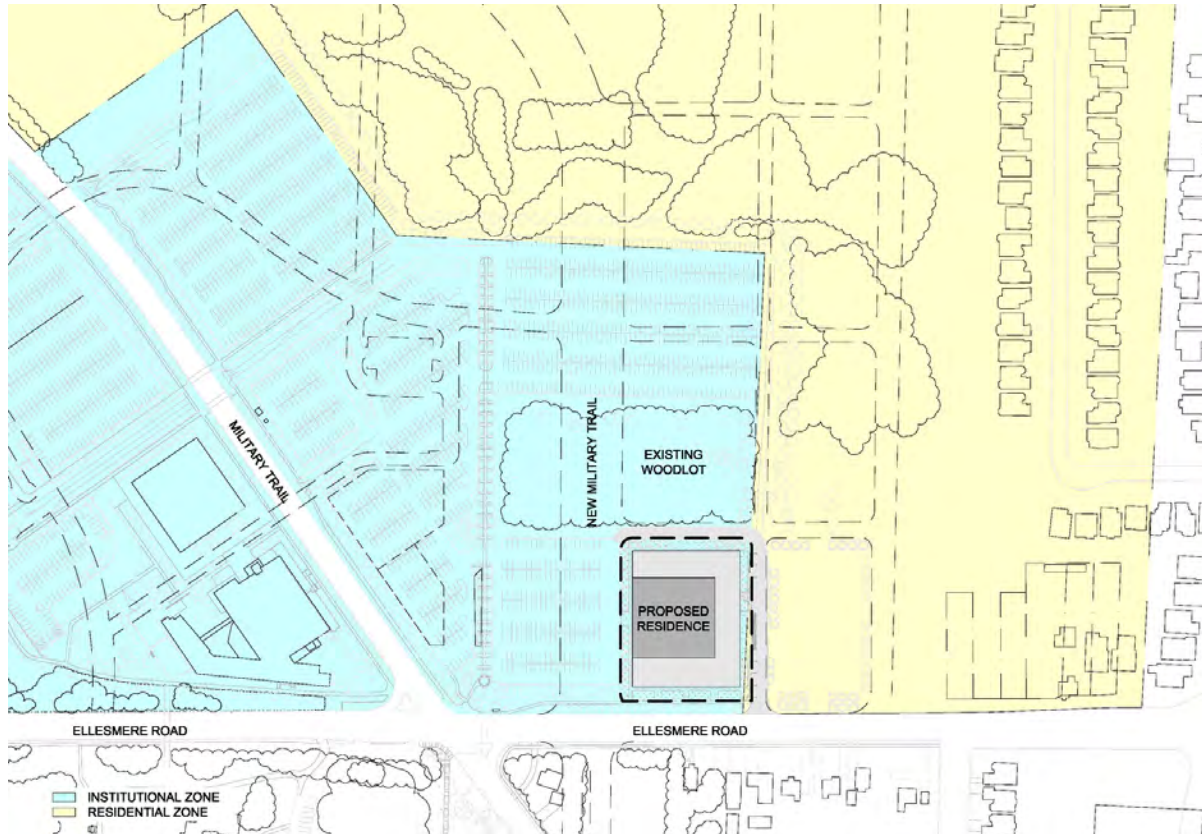 MILITARY TRAIL
NEW MILITARY TRAIL
EXISTING
WOODLOT
PROPOSED
RESIDENCE
ELLESMERE ROAD
ELLESMERE ROAD
INSTITUTIONAL ZONE
RESIDENTIAL ZONE